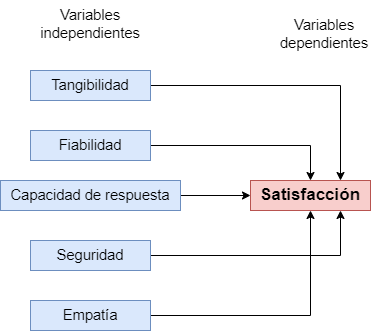 Variables
independientes
Variables
dependientes
Tangibilidad
Fiabilidad
Capacidad de respuesta
Satisfacción
Seguridad
Empatía